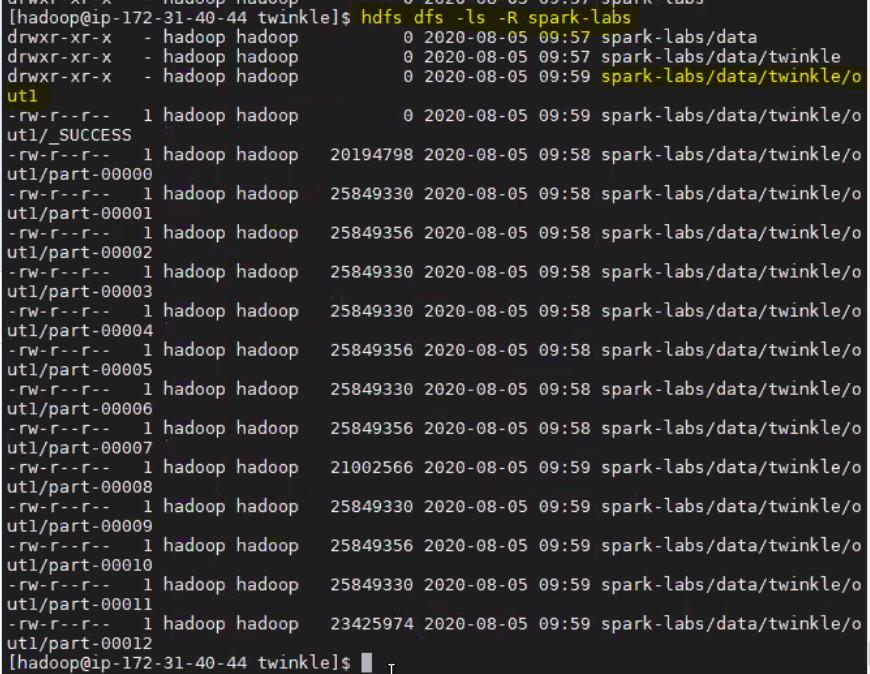 [hadoop@ip-172-31-40-44 twinkle]$ hdfs dfs -ls -R spark-labs
drwxr-xr-x   - hadoop hadoop          0 2020-08-05 09:57 spark-labs/data
drwxr-xr-x   - hadoop hadoop          0 2020-08-05 09:57 spark-labs/data/twinkle
drwxr-xr-x   - hadoop hadoop          0 2020-08-05 09:59 spark-labs/data/twinkle/o
ut1
-rw-r--r--   1 hadoop hadoop          0 2020-08-05 09:59 spark-labs/data/twinkle/o
ut1/_SUCCESS
-rw-r--r--   1 hadoop hadoop   20194798 2020-08-05 09:58 spark-labs/data/twinkle/o
ut1/part-00000
-rw-r--r--   1 hadoop hadoop   25849330 2020-08-05 09:58 spark-labs/data/twinkle/o
ut1/part-00001
-rw-r--r--   1 hadoop hadoop   25849356 2020-08-05 09:58 spark-labs/data/twinkle/o
ut1/part-00002
-rw-r--r--   1 hadoop hadoop   25849330 2020-08-05 09:58 spark-labs/data/twinkle/o
ut1/part-00003
-rw-r--r--   1 hadoop hadoop   25849330 2020-08-05 09:58 spark-labs/data/twinkle/o
ut1/part-00004
-rw-r--r--   1 hadoop hadoop   25849356 2020-08-05 09:58 spark-labs/data/twinkle/o
ut1/part-00005
-rw-r--r--   1 hadoop hadoop   25849330 2020-08-05 09:58 spark-labs/data/twinkle/o
ut1/part-00006
-rw-r--r--   1 hadoop hadoop   25849356 2020-08-05 09:58 spark-labs/data/twinkle/o
ut1/part-00007
-rw-r--r--   1 hadoop hadoop   21002566 2020-08-05 09:59 spark-labs/data/twinkle/o
ut1/part-00008
-rw-r--r--   1 hadoop hadoop   25849330 2020-08-05 09:59 spark-labs/data/twinkle/o
ut1/part-00009
-rw-r--r--   1 hadoop hadoop   25849356 2020-08-05 09:59 spark-labs/data/twinkle/o
ut1/part-00010
-rw-r--r--   1 hadoop hadoop   25849330 2020-08-05 09:59 spark-labs/data/twinkle/o
ut1/part-00011
-rw-r--r--   1 hadoop hadoop   23425974 2020-08-05 09:59 spark-labs/data/twinkle/o
ut1/part-00012
[hadoop@ip-172-31-40-44 twinkle]$